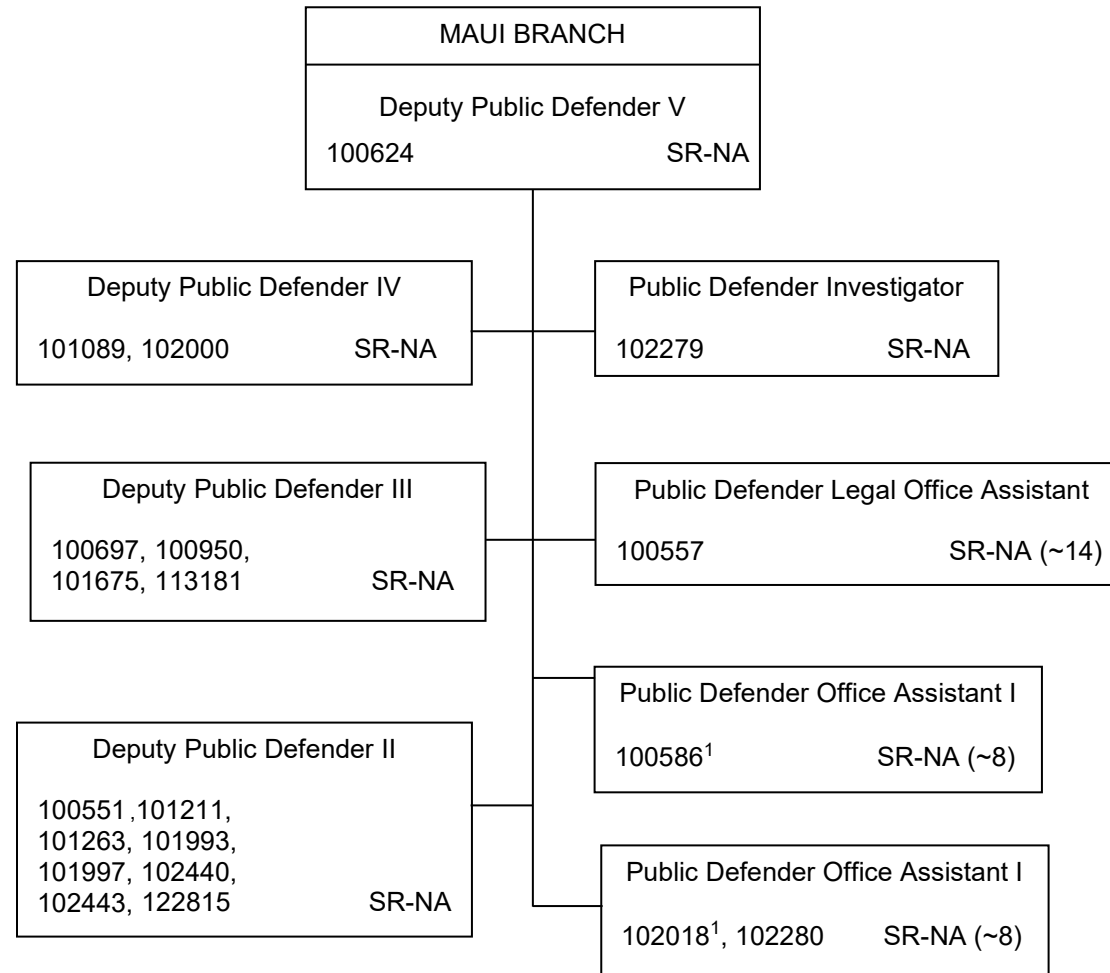 MAUI BRANCH
Deputy Public Defender V
100624 SR-NA
Deputy Public Defender IV
101089, 102000 SR-NA
Public Defender Investigator
102279 SR-NA
Deputy Public Defender III
100697, 100950,
101675, 113181 SR-NA
Public Defender Legal Office Assistant
100557 SR-NA (~14)
Public Defender Office Assistant I
100586¹ SR-NA (~8)
Deputy Public Defender II
100551 ,101211,
101263, 101993,
101997, 102440,
102443, 122815 SR-NA
Public Defender Office Assistant I
102018¹, 102280 SR-NA (~8)